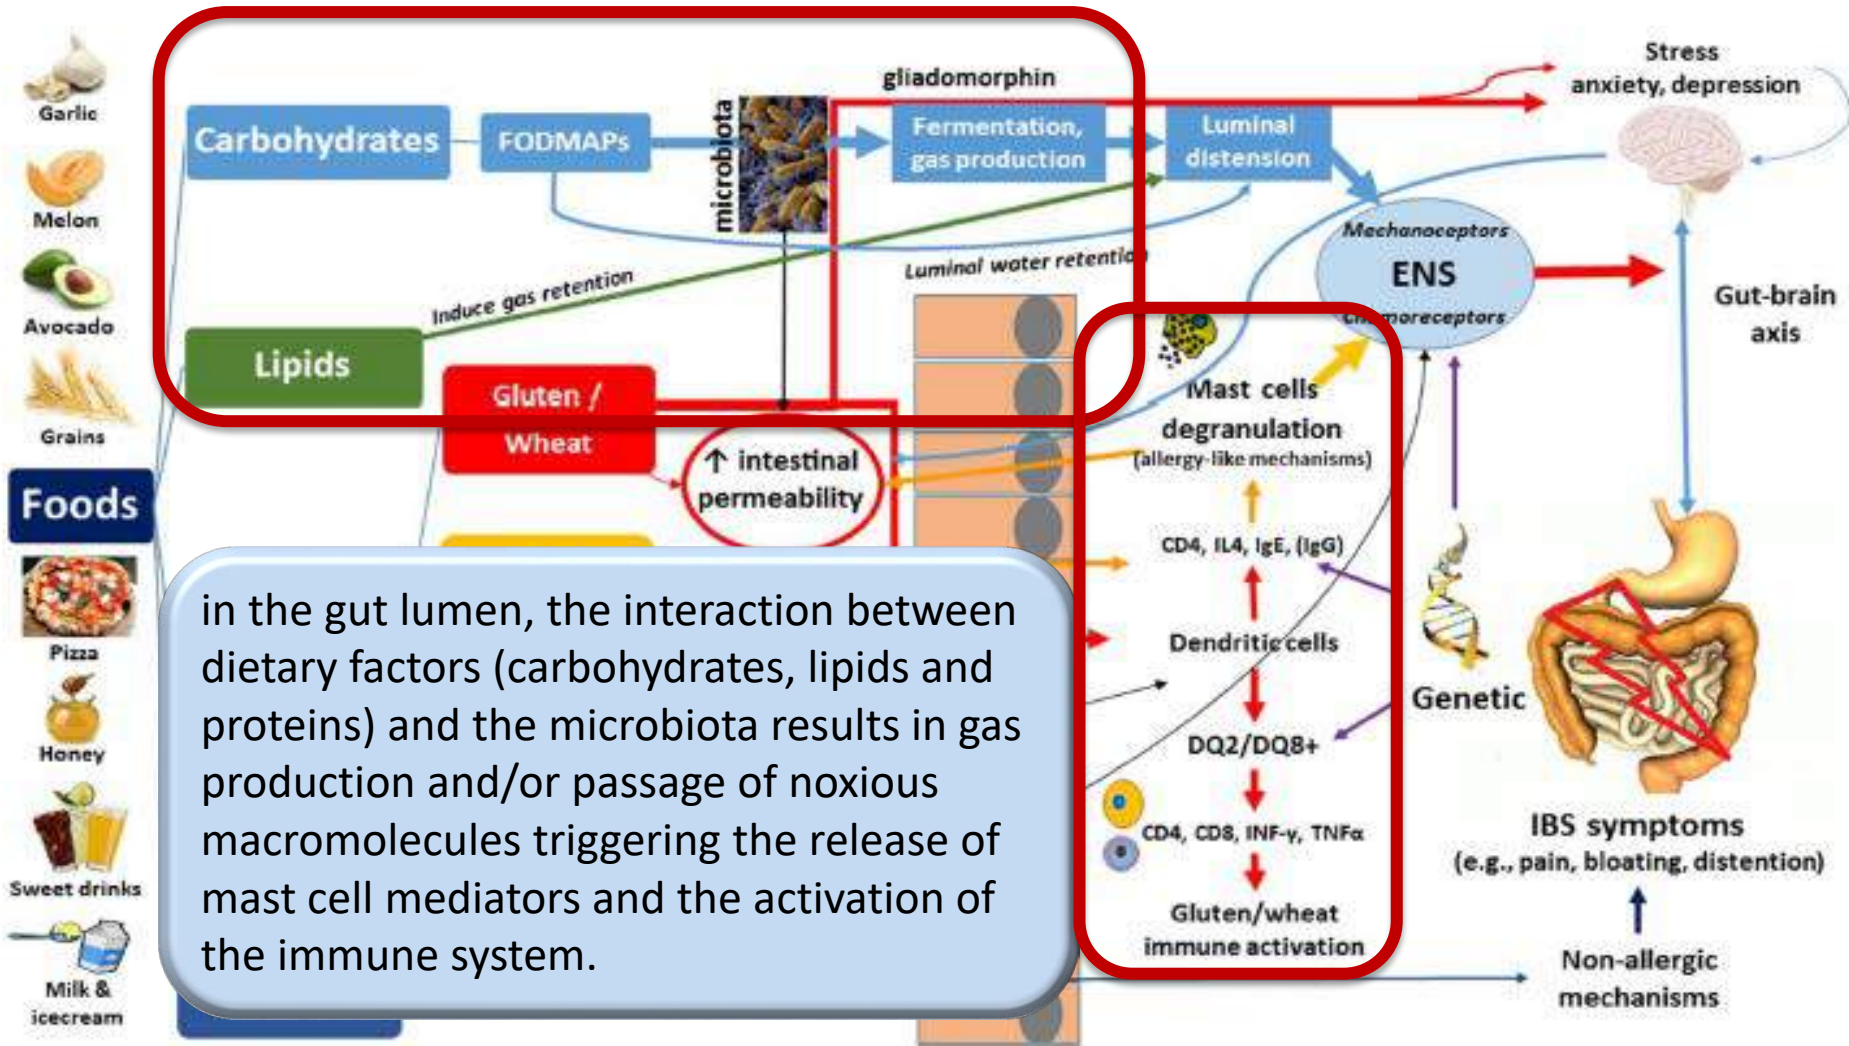 Garlic
Melon
Avocado
Grains
Foods
Pizza
Honey
Sweet drinks
Milk &
icecream
Carbohydrates
FODMAPs
microbiota
gliadomorphin
Fermentation,
gas production
Luminal
distension
Luminal water retention
Induce gas retention
Lipids
Gluten /
Wheat
↑ intestinal
permeability
in the gut lumen, the interaction between
dietary factors (carbohydrates, lipids and
proteins) and the microbiota results in gas
production and/or passage of noxious
macromolecules triggering the release of
mast cell mediators and the activation of
the immune system.
Mast cells
degranulation
(allergy-like mechanisms)
CD4, IL4, IgE, (IgG)
Dendritic cells
DQ2/DQ8+
CD4, CD8, INF-γ, TNFα
Gluten/wheat
immune activation
Mechanoceptors
ENS
Chemoreceptors
Stress
anxiety, depression
Gut-brain
axis
Genetic
IBS symptoms
(e.g., pain, bloating, distention)
Non-allergic
mechanisms